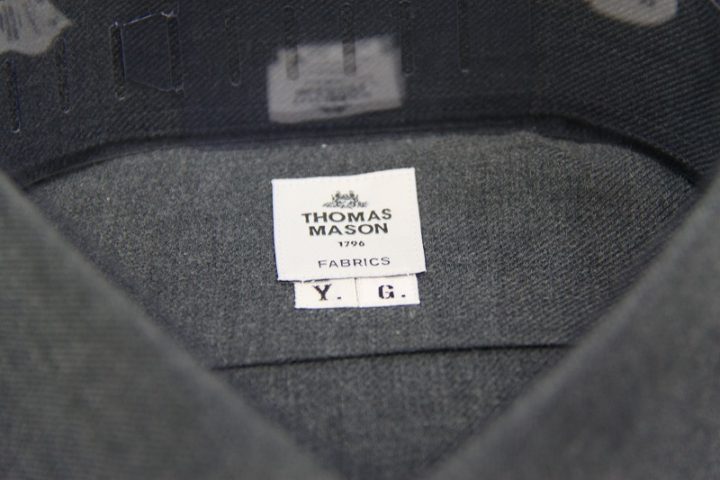 THOMAS
MASON
1796
FABRICS
Y. G.